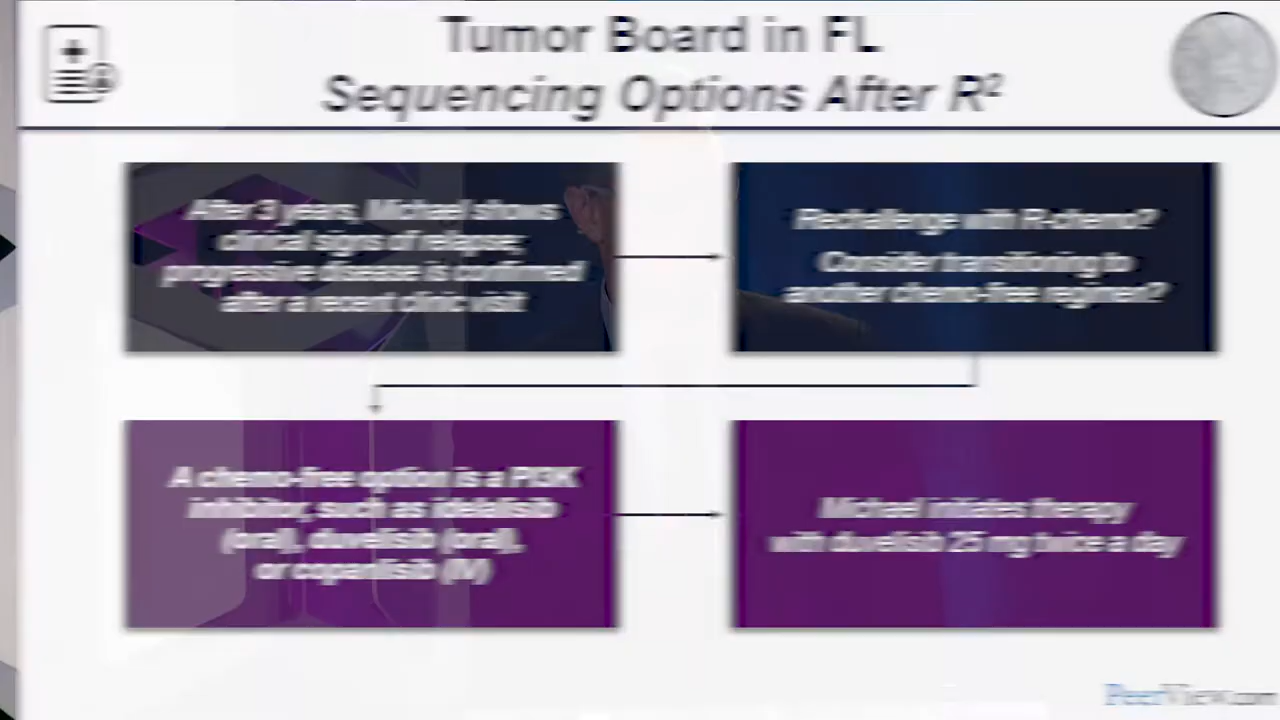 Tumor Board in FL
Sequencing Options After R²
After 3 years, Michael shows
clinical signs of relapse;
progressive disease is confirmed
after a recent clinic visit
Rechallenge with R-chemo?
Consider transitioning to
another chemo-free regimen?
A chemo-free option is a PI3K
inhibitor, such as idelalisib
(oral), duvelisib (oral),
or copanlisib (IV)
Michael initiates therapy
with duvelisib 25 mg twice a day
PeerView.com